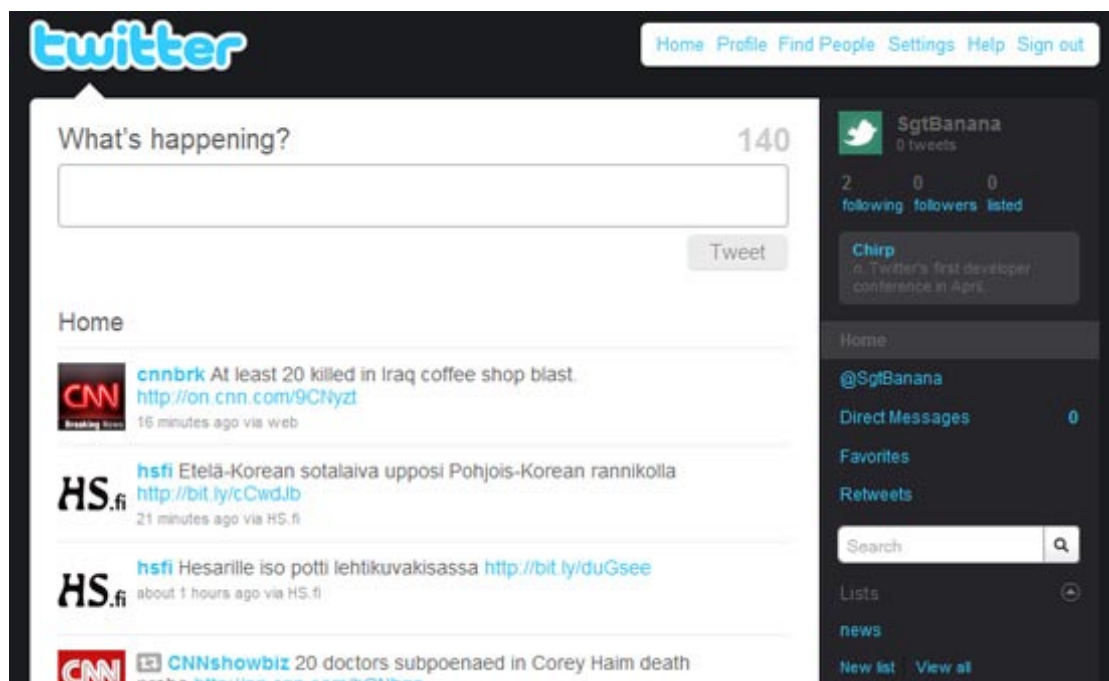 twitter
Home Profile Find People Settings Help Sign out
What's happening?
140
Tweet
Home
CNN
Breaking News
cnnbrk At least 20 killed in Iraq coffee shop blast.
http://on.cnn.com/9CNyzt
16 minutes ago via web
HS.fi
hsfi Etelä-Korean sotalaiva upposi Pohjois-Korean rannikolla
http://bit.ly/cCwdJb
21 minutes ago via HS.fi
HS.fi
hsfi Hesarille iso potti lehtikuvakisassa http://bit.ly/duGsee
about 1 hours ago via HS.fi
CNN
CNNshowbiz 20 doctors subpoenaed in Corey Haim death
SgtBanana
0 tweets
2 0 0
following followers listed
Chirp
n. Twitter's first developer
conference in April.
Home
@SgtBanana
Direct Messages 0
Favorites
Retweets
Search
Lists
news
New list View all